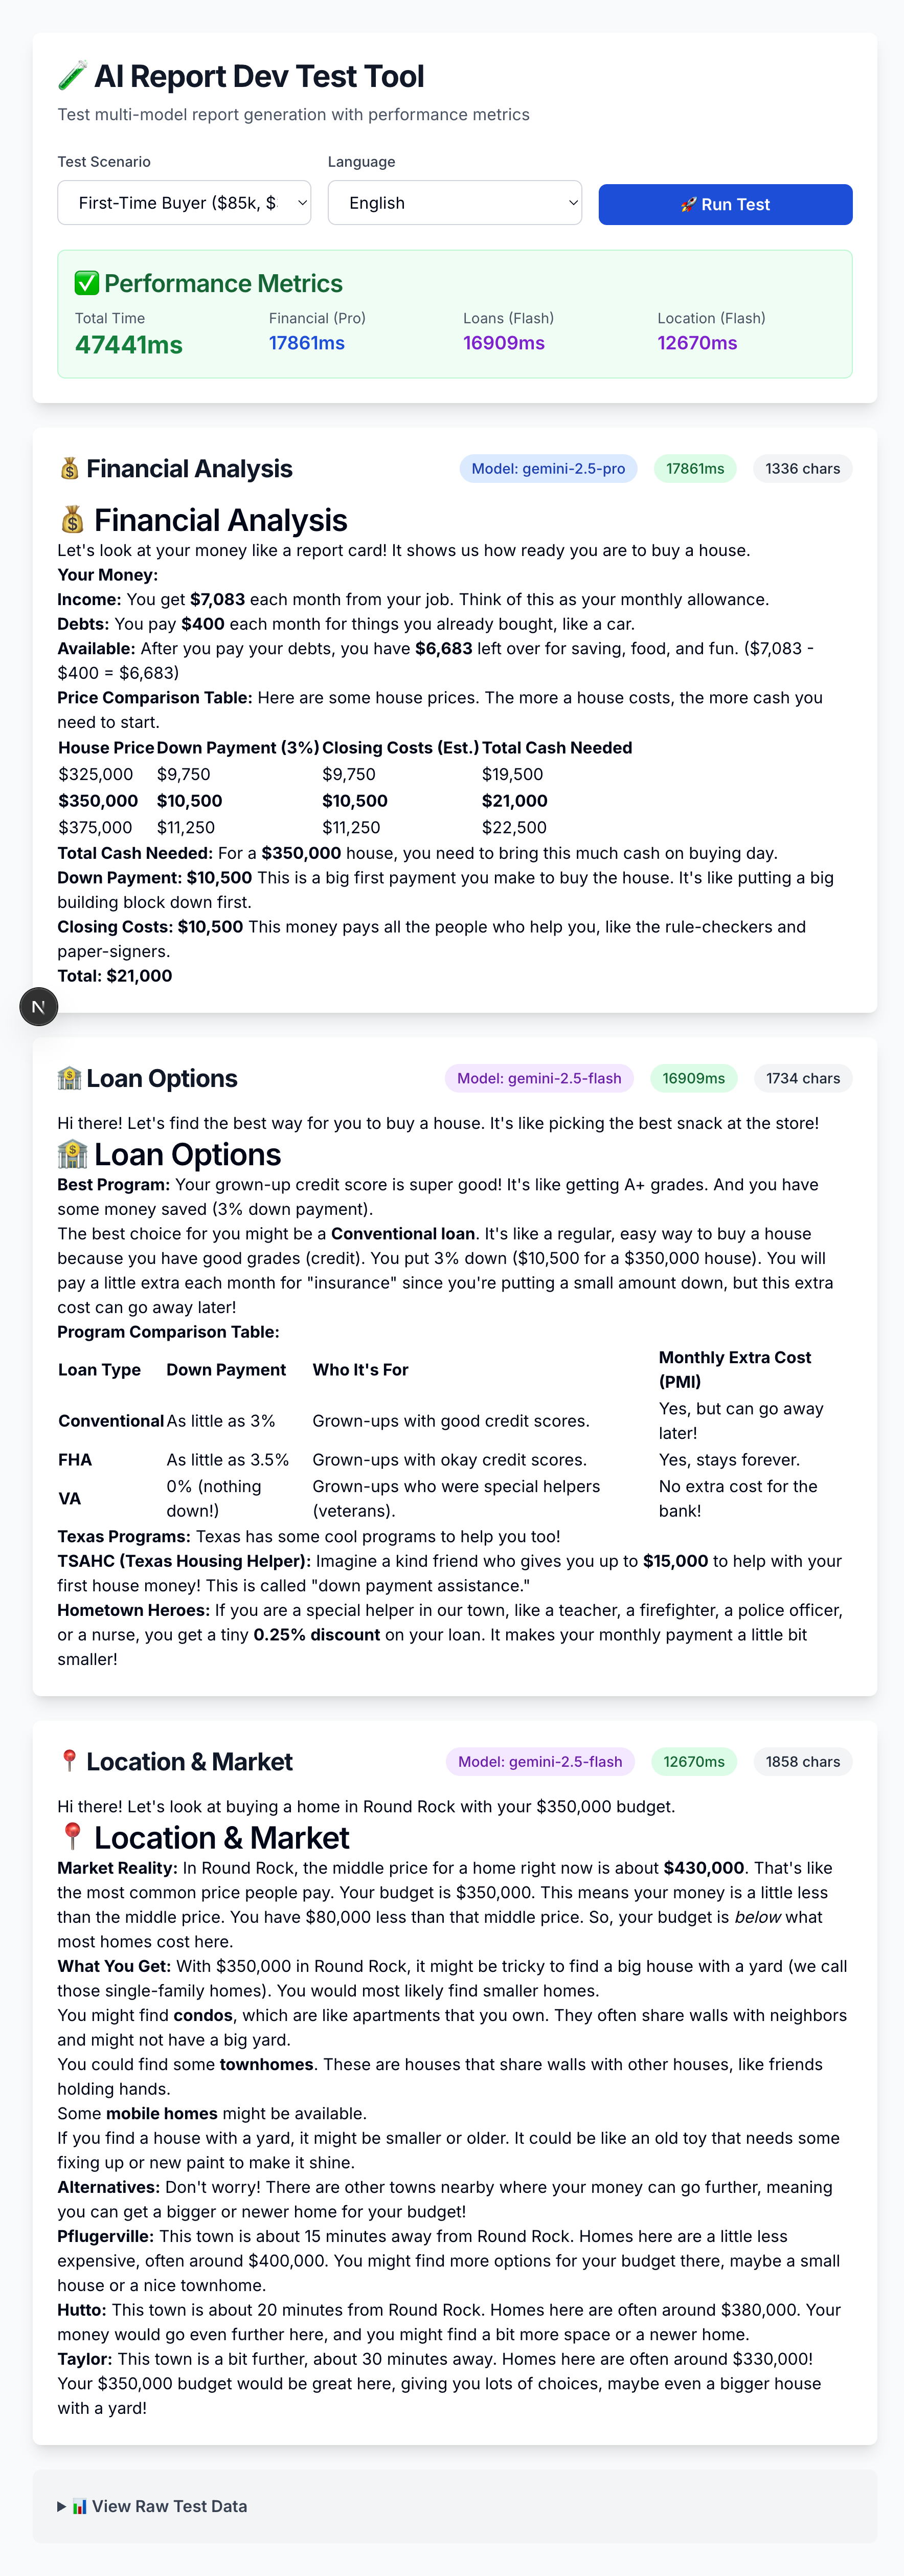 🧪 AI Report Dev Test Tool
Test multi-model report generation with performance metrics
Test Scenario
Language
First-Time Buyer ($85k, $
English
🚀 Run Test
✅ Performance Metrics
Total Time
Financial (Pro)
Loans (Flash)
Location (Flash)
47441ms
17861ms
16909ms
12670ms
💰 Financial Analysis
Model: gemini-2.5-pro
17861ms
1336 chars
💰 Financial Analysis
Let's look at your money like a report card! It shows us how ready you are to buy a house.
Your Money:
Income: You get $7,083 each month from your job. Think of this as your monthly allowance.
Debts: You pay $400 each month for things you already bought, like a car.
Available: After you pay your debts, you have $6,683 left over for saving, food, and fun. ($7,083 -
$400 = $6,683)
Price Comparison Table: Here are some house prices. The more a house costs, the more cash you
need to start.
House Price Down Payment (3%) Closing Costs (Est.) Total Cash Needed
$325,000 $9,750 $9,750 $19,500
$350,000 $10,500 $10,500 $21,000
$375,000 $11,250 $11,250 $22,500
Total Cash Needed: For a $350,000 house, you need to bring this much cash on buying day.
Down Payment: $10,500 This is a big first payment you make to buy the house. It's like putting a big
building block down first.
Closing Costs: $10,500 This money pays all the people who help you, like the rule-checkers and
paper-signers.
Total: $21,000
N
🏦 Loan Options
Model: gemini-2.5-flash
16909ms
1734 chars
Hi there! Let's find the best way for you to buy a house. It's like picking the best snack at the store!
🏦 Loan Options
Best Program: Your grown-up credit score is super good! It's like getting A+ grades. And you have
some money saved (3% down payment).
The best choice for you might be a Conventional loan. It's like a regular, easy way to buy a house
because you have good grades (credit). You put 3% down ($10,500 for a $350,000 house). You will
pay a little extra each month for "insurance" since you're putting a small amount down, but this extra
cost can go away later!
Program Comparison Table:
Loan Type
Down Payment
Who It's For
Monthly Extra Cost
(PMI)
Conventional
As little as 3%
Grown-ups with good credit scores.
Yes, but can go away
later!
FHA
As little as 3.5%
Grown-ups with okay credit scores.
Yes, stays forever.
VA
0% (nothing
down!)
Grown-ups who were special helpers
(veterans).
No extra cost for the
bank!
Texas Programs: Texas has some cool programs to help you too!
TSAHC (Texas Housing Helper): Imagine a kind friend who gives you up to $15,000 to help with your
first house money! This is called "down payment assistance."
Hometown Heroes: If you are a special helper in our town, like a teacher, a firefighter, a police officer,
or a nurse, you get a tiny 0.25% discount on your loan. It makes your monthly payment a little bit
smaller!
📍 Location & Market
Model: gemini-2.5-flash
12670ms
1858 chars
Hi there! Let's look at buying a home in Round Rock with your $350,000 budget.
📍 Location & Market
Market Reality: In Round Rock, the middle price for a home right now is about $430,000. That's like
the most common price people pay. Your budget is $350,000. This means your money is a little less
than the middle price. You have $80,000 less than that middle price. So, your budget is below what
most homes cost here.
What You Get: With $350,000 in Round Rock, it might be tricky to find a big house with a yard (we call
those single-family homes). You would most likely find smaller homes.
You might find condos, which are like apartments that you own. They often share walls with neighbors
and might not have a big yard.
You could find some townhomes. These are houses that share walls with other houses, like friends
holding hands.
Some mobile homes might be available.
If you find a house with a yard, it might be smaller or older. It could be like an old toy that needs some
fixing up or new paint to make it shine.
Alternatives: Don't worry! There are other towns nearby where your money can go further, meaning
you can get a bigger or newer home for your budget!
Pflugerville: This town is about 15 minutes away from Round Rock. Homes here are a little less
expensive, often around $400,000. You might find more options for your budget there, maybe a small
house or a nice townhome.
Hutto: This town is about 20 minutes from Round Rock. Homes here are often around $380,000. Your
money would go even further here, and you might find a bit more space or a newer home.
Taylor: This town is a bit further, about 30 minutes away. Homes here are often around $330,000!
Your $350,000 budget would be great here, giving you lots of choices, maybe even a bigger house
with a yard!
▶ 📊 View Raw Test Data